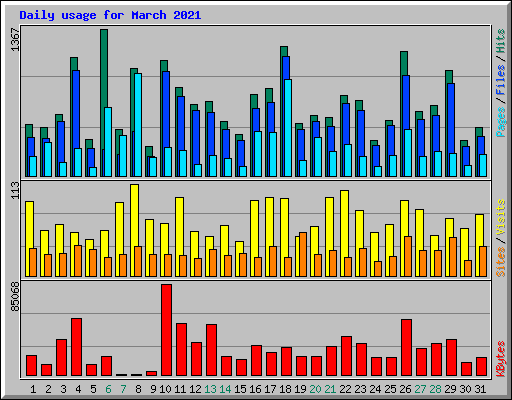 Daily usage for March 2021
1367
Pages / Files / Hits
113
Sites / Visits
85068
KBytes
1 2 3 4 5 6 7 8 9 10 11 12 13 14 15 16 17 18 19 20 21 22 23 24 25 26 27 28 29 30 31